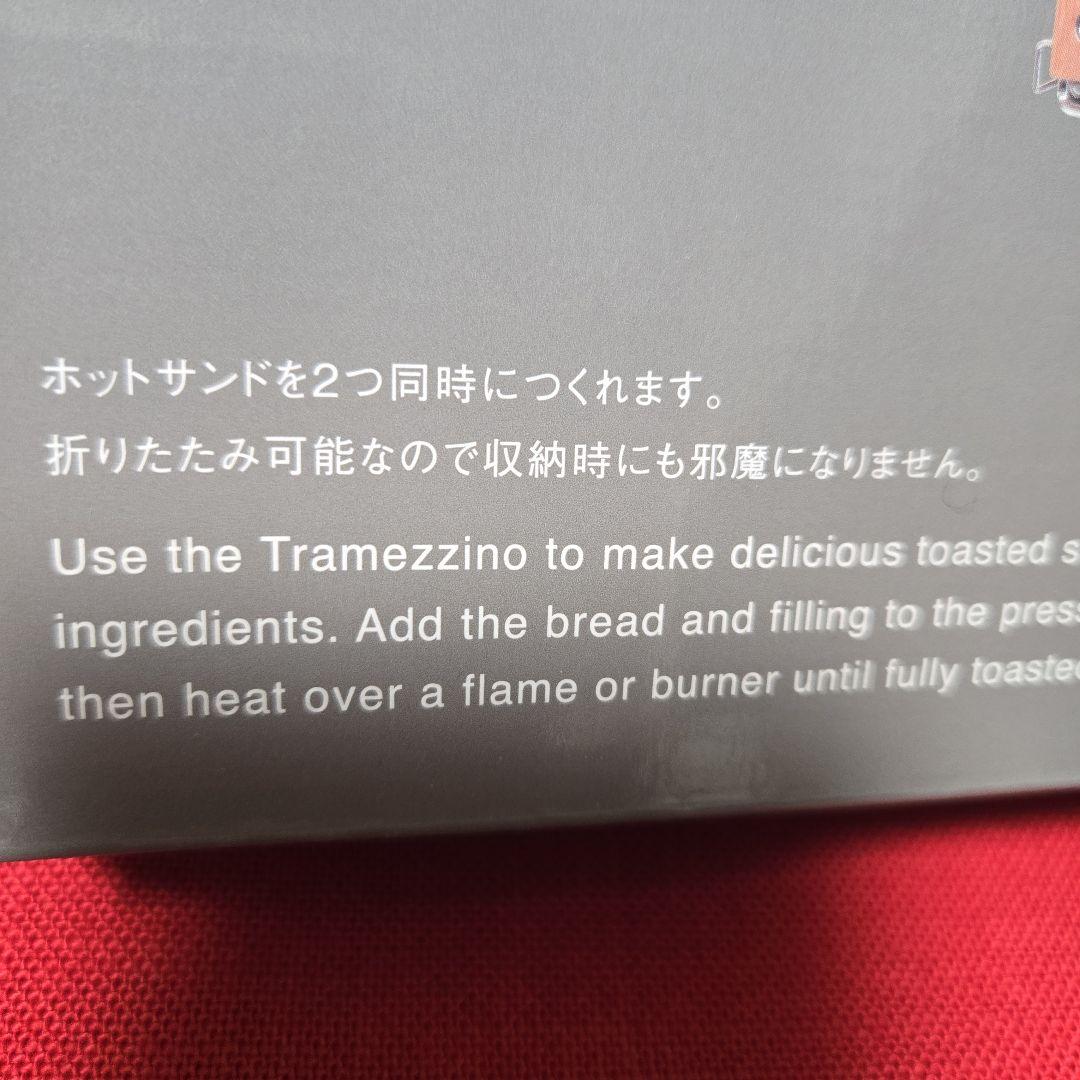 ホットサンドを2つ同時につくれます。
折りたたみ可能なので収納時にも邪魔になりません。
Use the Tramezzino to make delicious toasted
ingredients. Add the bread and filling to the
then heat over a flame or burner until fully toasted